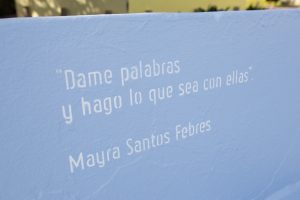 "Dame palabras
y hago lo que sea con ellas".
Mayra Santos Febres